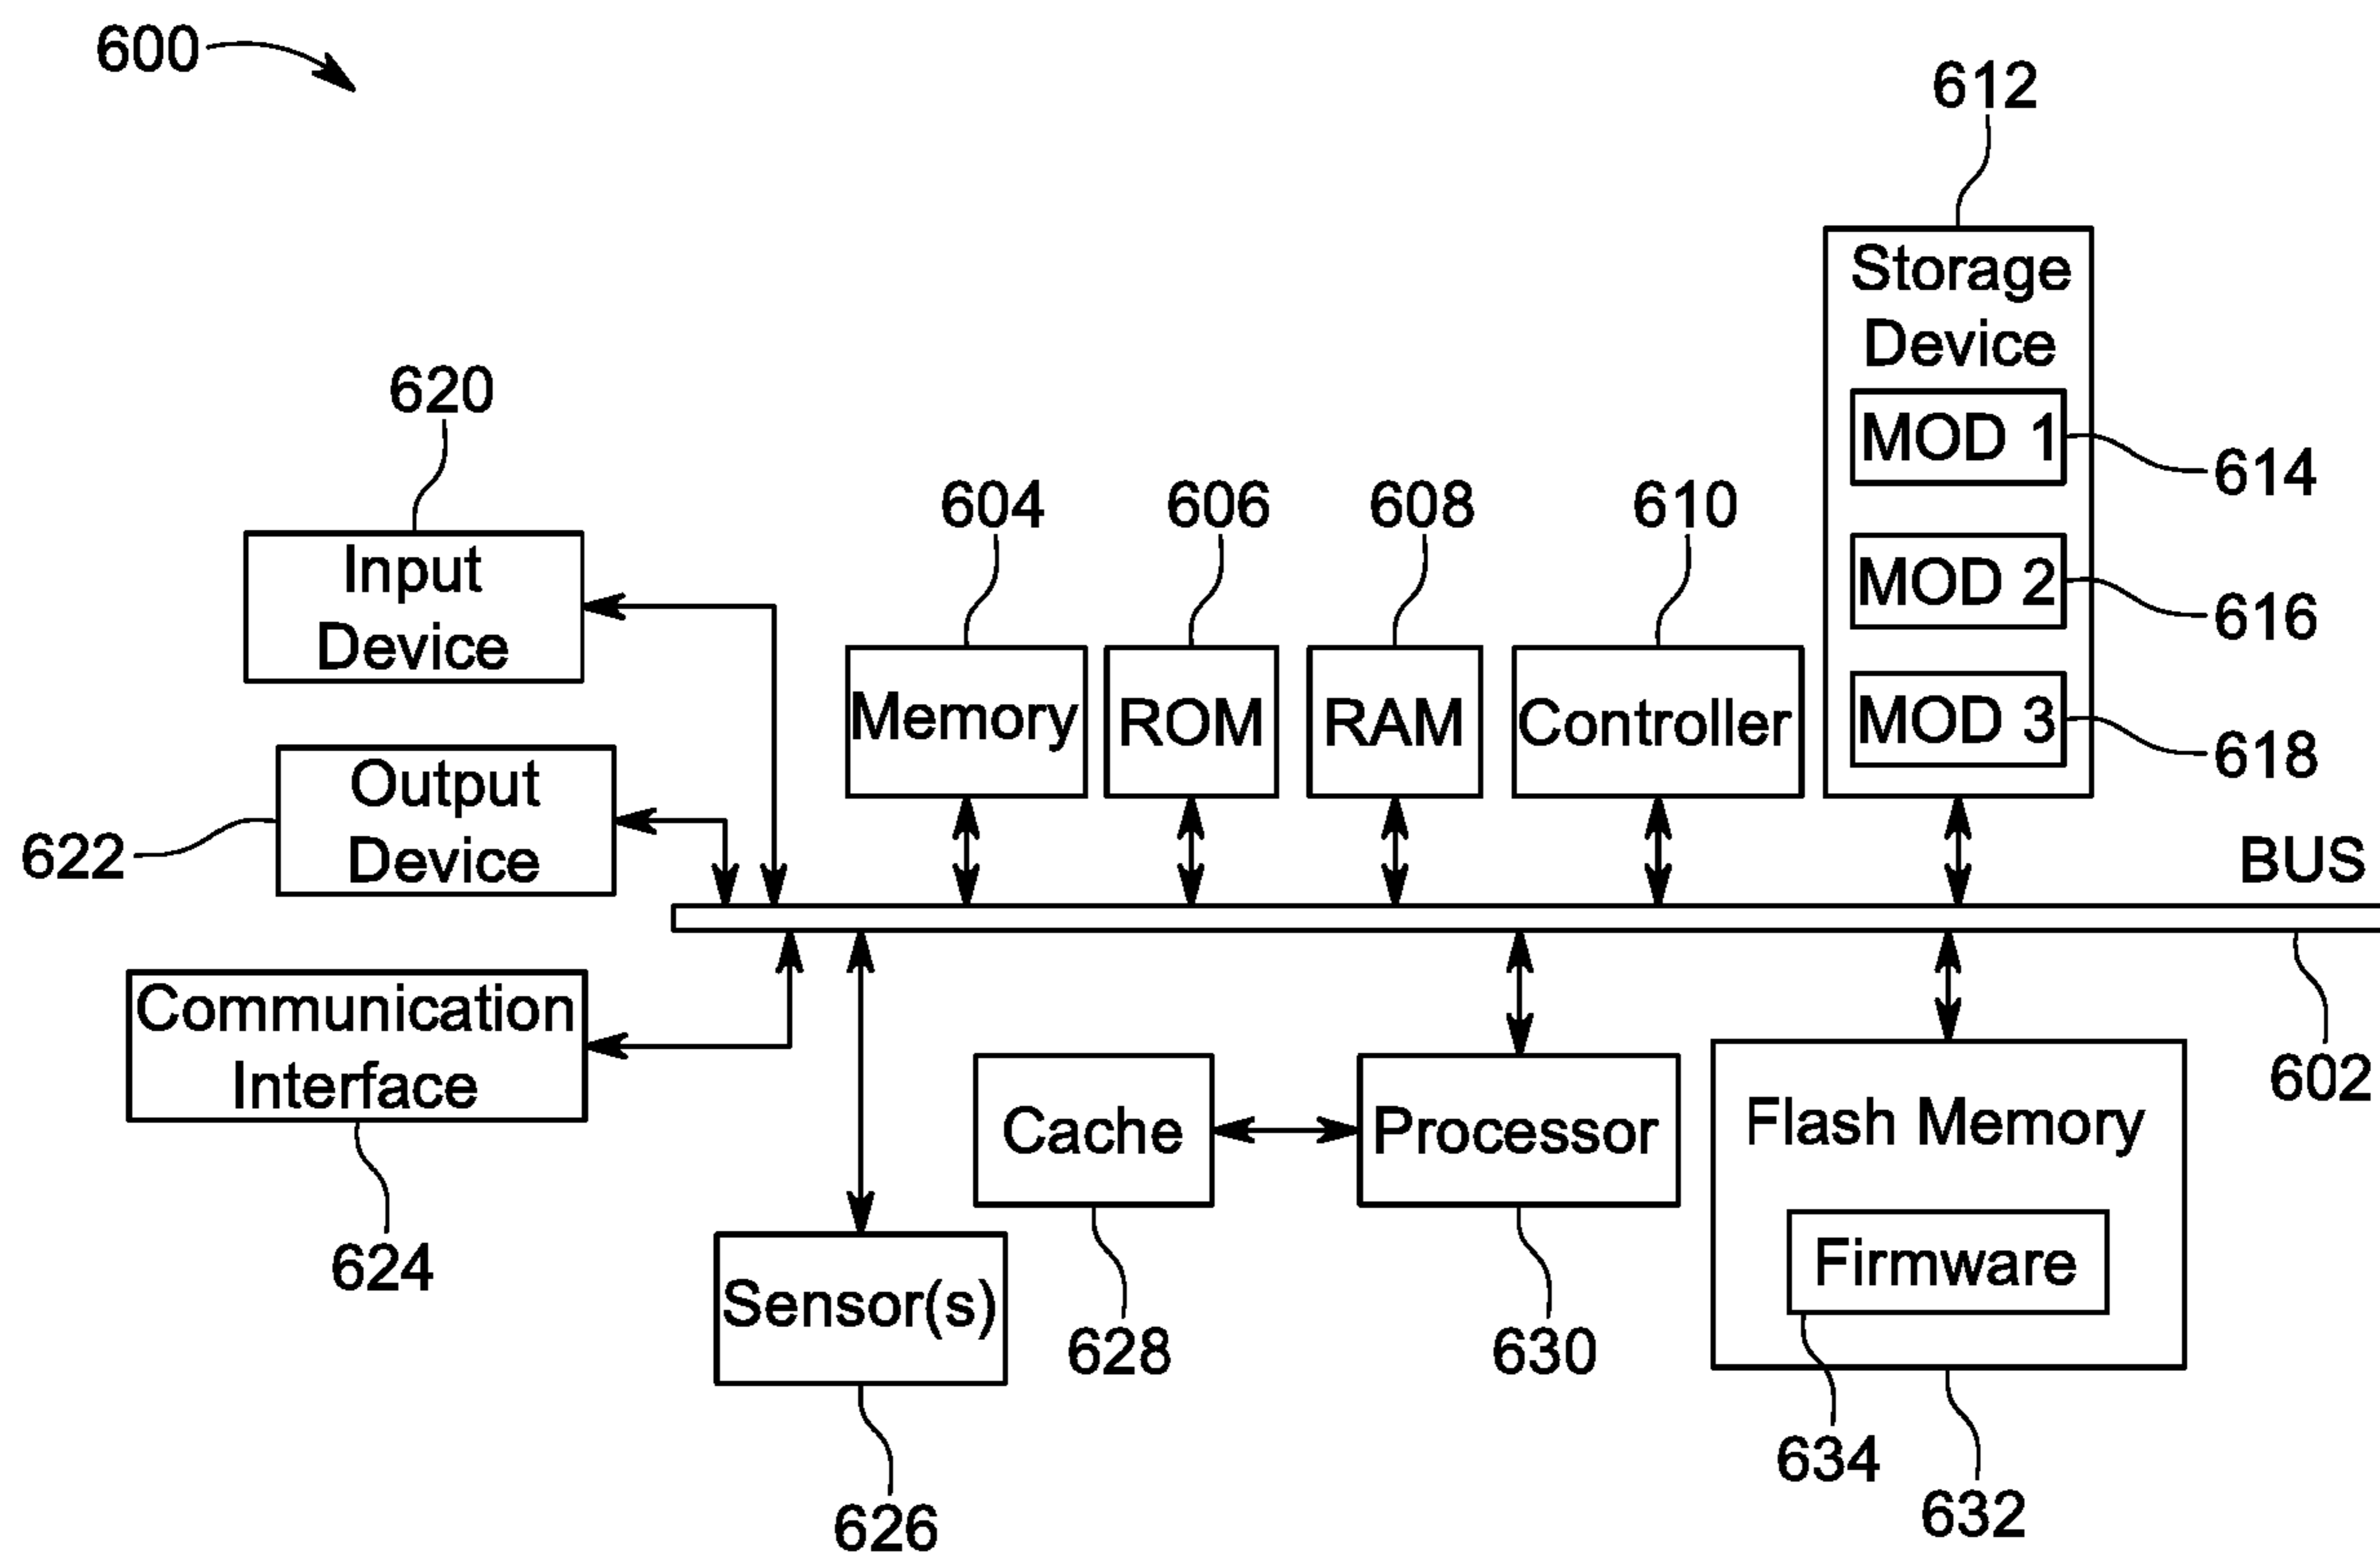 600
612
Storage
Device
MOD 1
614
MOD 2
616
MOD 3
618
620
Input
Device
604
Memory
606
ROM
608
RAM
610
Controller
Output
Device
622
BUS
602
Communication
Interface
624
Sensor(s)
626
Cache
628
Processor
630
Flash Memory
Firmware
634
632